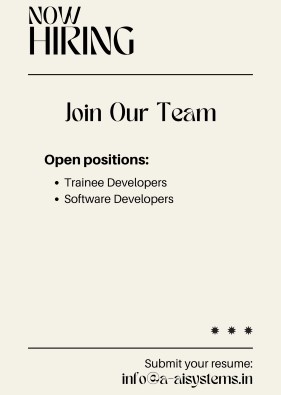 NOW
HIRING
Join Our Team
Open positions:
• Trainee Developers
• Software Developers
Submit your resume:
info@a-aisystems.in